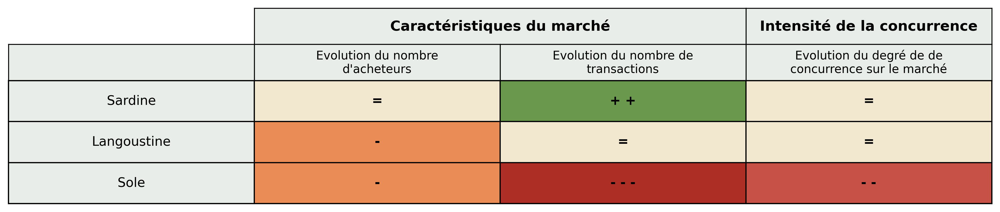 Caractéristiques du marché
Intensité de la concurrence
Evolution du nombre
d'acheteurs
Evolution du nombre de
transactions
Evolution du degré de de
concurrence sur le marché
Sardine
=
+ +
=
Langoustine
-
=
=
Sole
-
- - -
- -